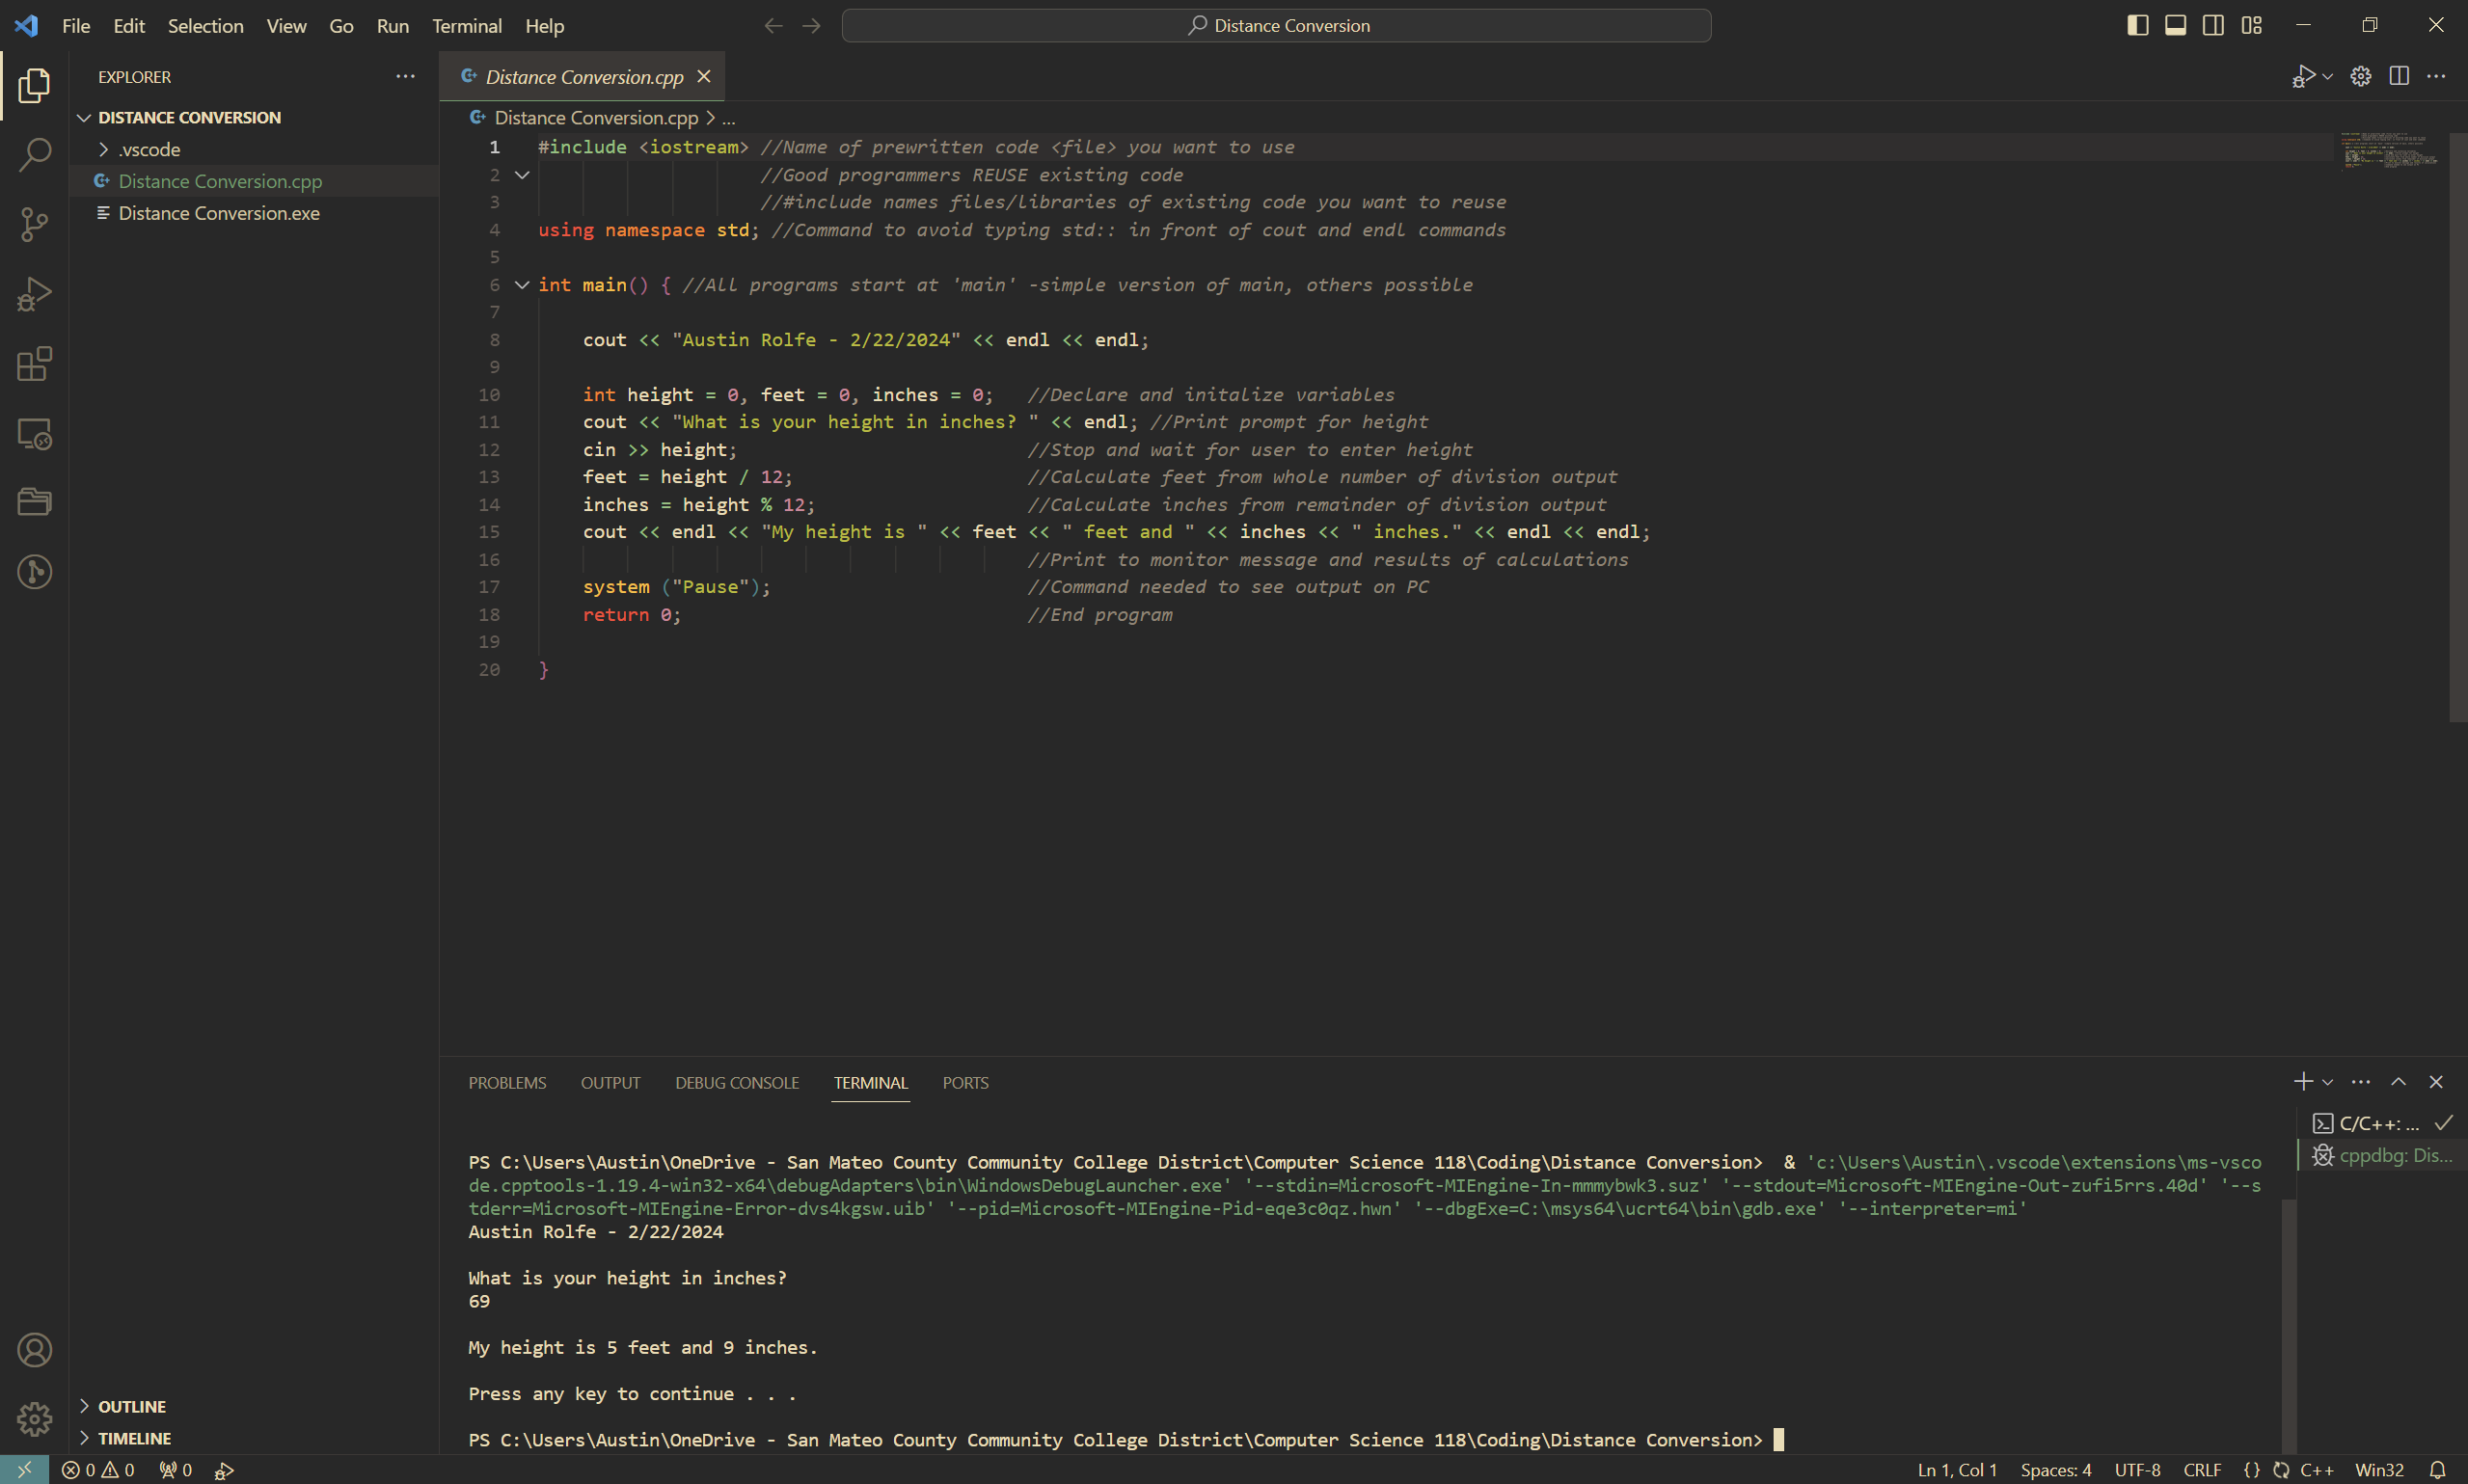 File Edit Selection View Go Run Terminal Help
Distance Conversion
EXPLORER
DISTANCE CONVERSION
.vscode
Distance Conversion.cpp
Distance Conversion.exe
OUTLINE
TIMELINE
Distance Conversion.cpp
Distance Conversion.cpp > ...
1 #include <iostream> //Name of prewritten code <file> you want to use
2 //Good programmers REUSE existing code
3 //#include names files/libraries of existing code you want to reuse
4 using namespace std; //Command to avoid typing std:: in front of cout and endl commands
5
6 int main() { //All programs start at 'main' -simple version of main, others possible
7
8 cout << "Austin Rolfe - 2/22/2024" << endl << endl;
9
10 int height = 0, feet = 0, inches = 0; //Declare and initalize variables
11 cout << "What is your height in inches? " << endl; //Print prompt for height
12 cin >> height; //Stop and wait for user to enter height
13 feet = height / 12; //Calculate feet from whole number of division output
14 inches = height % 12; //Calculate inches from remainder of division output
15 cout << endl << "My height is " << feet << " feet and " << inches << " inches." << endl << endl;
16 //Print to monitor message and results of calculations
17 system ("Pause"); //Command needed to see output on PC
18 return 0; //End program
19
20 }
PROBLEMS OUTPUT DEBUG CONSOLE TERMINAL PORTS
C/C++: ...
cppdbg: Dis...
PS C:\Users\Austin\OneDrive - San Mateo County Community College District\Computer Science 118\Coding\Distance Conversion> & 'c:\Users\Austin\.vscode\extensions\ms-vsco
de.cpptools-1.19.4-win32-x64\debugAdapters\bin\WindowsDebugLauncher.exe' '--stdin=Microsoft-MIEngine-In-mmmybwk3.suz' '--stdout=Microsoft-MIEngine-Out-zufi5rrs.40d' '--s
tderr=Microsoft-MIEngine-Error-dvs4kgsw.uib' '--pid=Microsoft-MIEngine-Pid-eqe3c0qz.hwn' '--dbgExe=C:\msys64\ucrt64\bin\gdb.exe' '--interpreter=mi'
Austin Rolfe - 2/22/2024
What is your height in inches?
69
My height is 5 feet and 9 inches.
Press any key to continue . . .
PS C:\Users\Austin\OneDrive - San Mateo County Community College District\Computer Science 118\Coding\Distance Conversion>
0 0 0 Ln 1, Col 1 Spaces: 4 UTF-8 CRLF {} C++ Win32